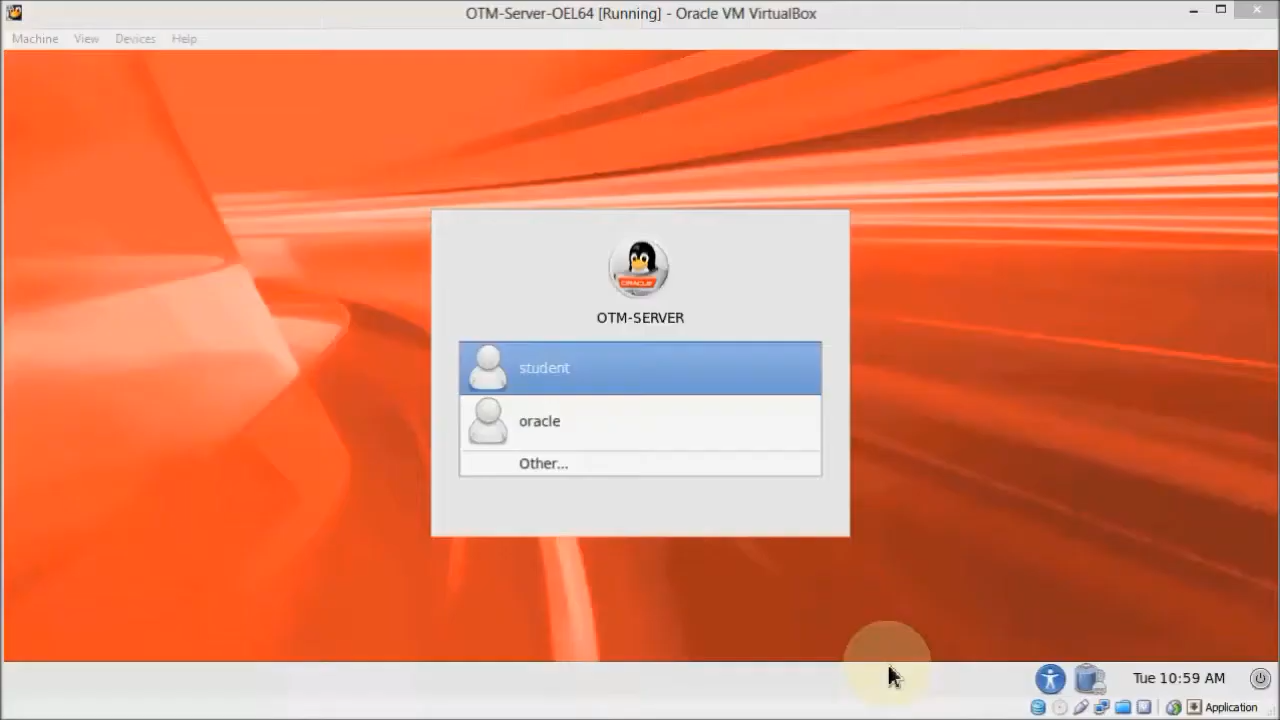 OTM-Server-OEL64 [Running] - Oracle VM VirtualBox
Machine View Devices Help
ORACLE
OTM-SERVER
student
oracle
Other...
Tue 10:59 AM
Application